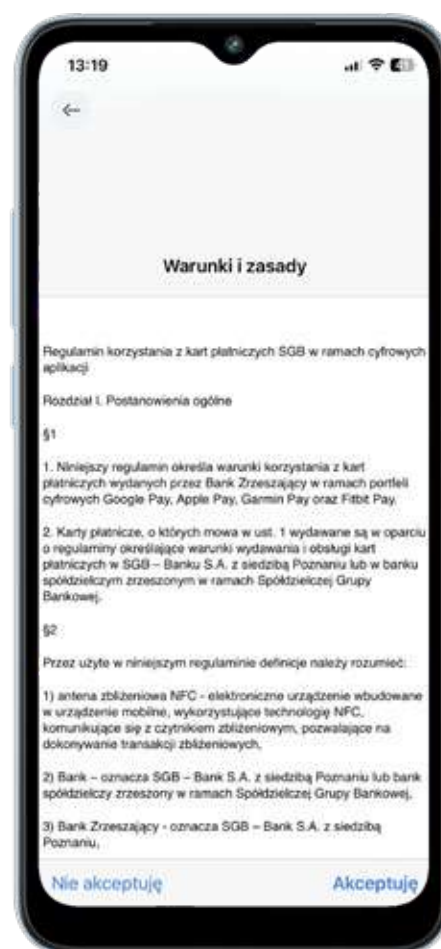 13:19
Warunki i zasady
Regulamin korzystania z kart płatniczych SGB w ramach cyfrowych
aplikacji
Rozdział I. Postanowienia ogólne
§1
1. Niniejszy regulamin określa warunki korzystania z kart
płatniczych wydanych przez Bank Zrzeszający w ramach portfeli
cyfrowych Google Pay, Apple Pay, Garmin Pay oraz Fitbit Pay.
2. Karty płatnicze, o których mowa w ust. 1 wydawane są w oparciu
o regulaminy określające warunki wydawania i obsługi kart
płatniczych w SGB – Banku S.A. z siedzibą Poznaniu lub w banku
spółdzielczym zrzeszonym w ramach Spółdzielczej Grupy
Bankowej.
§2
Przez użyte w niniejszym regulaminie definicje należy rozumieć:
1) antena zbliżeniowa NFC - elektroniczne urządzenie wbudowane
w urządzenie mobilne, wykorzystujące technologię NFC,
komunikujące się z czytnikiem zbliżeniowym, pozwalające na
dokonywanie transakcji zbliżeniowych,
2) Bank – oznacza SGB – Bank S.A. z siedzibą Poznaniu lub bank
spółdzielczy zrzeszony w ramach Spółdzielczej Grupy Bankowej,
3) Bank Zrzeszający - oznacza SGB – Bank S.A. z siedzibą
Poznaniu,
Nie akceptuję Akceptuję